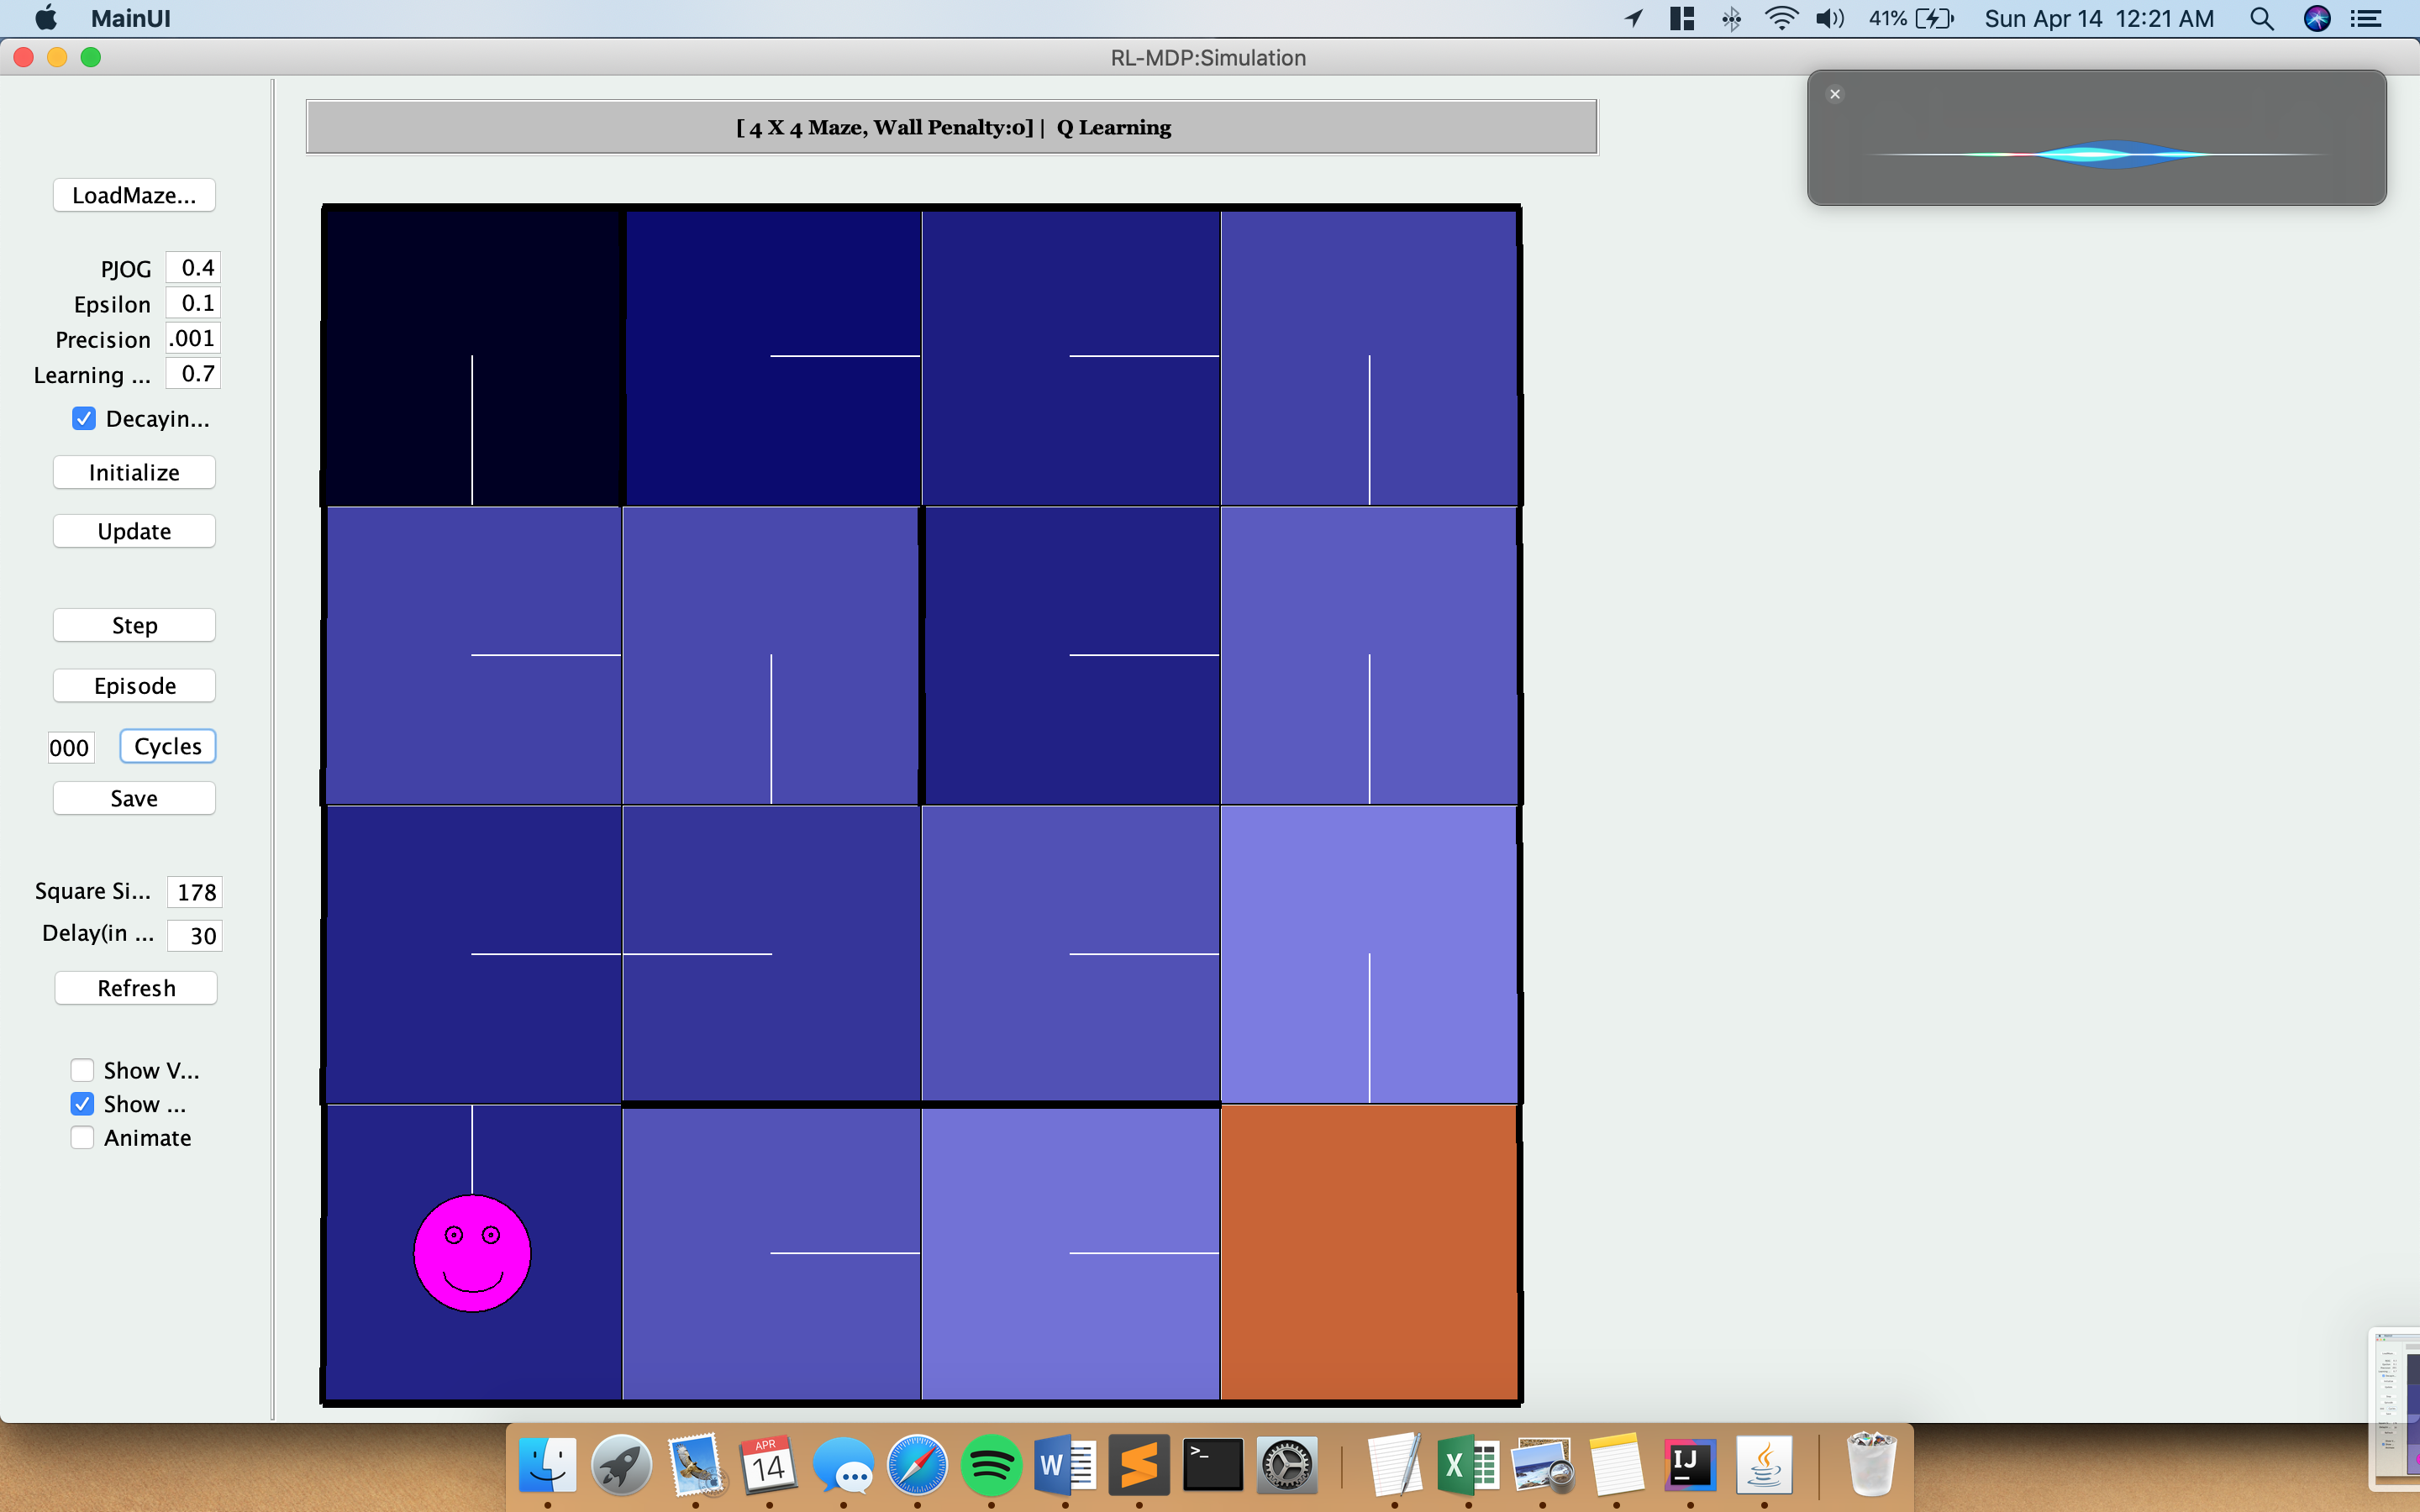 MainUI
41%
Sun Apr 14 12:21 AM
RL-MDP:Simulation
[ 4 X 4 Maze, Wall Penalty:0] | Q Learning
LoadMaze...
PJOG 0.4
Epsilon 0.1
Precision .001
Learning ... 0.7
Decayin...
Initialize
Update
Step
Episode
000 Cycles
Save
Square Si... 178
Delay(in ... 30
Refresh
Show V...
Show ...
Animate
APR
14
W
>_
X
IJ